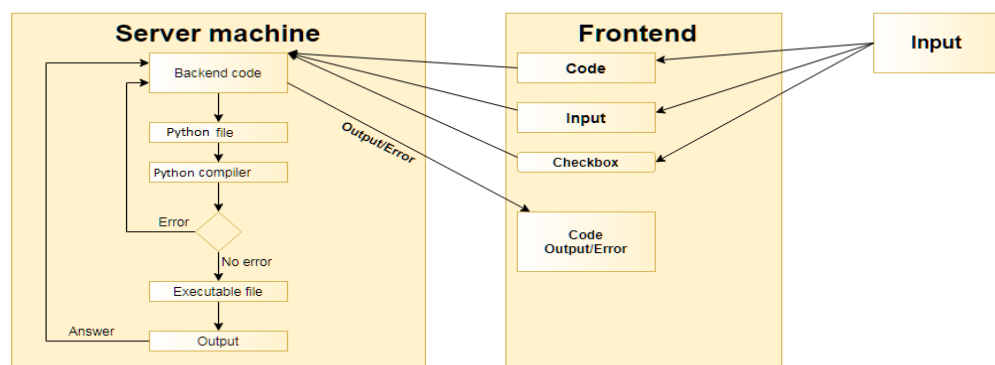 Server machine
Backend code
Python file
Python compiler
Error
No error
Executable file
Answer
Output
Output/Error
Frontend
Code
Input
Checkbox
Code
Output/Error
Input